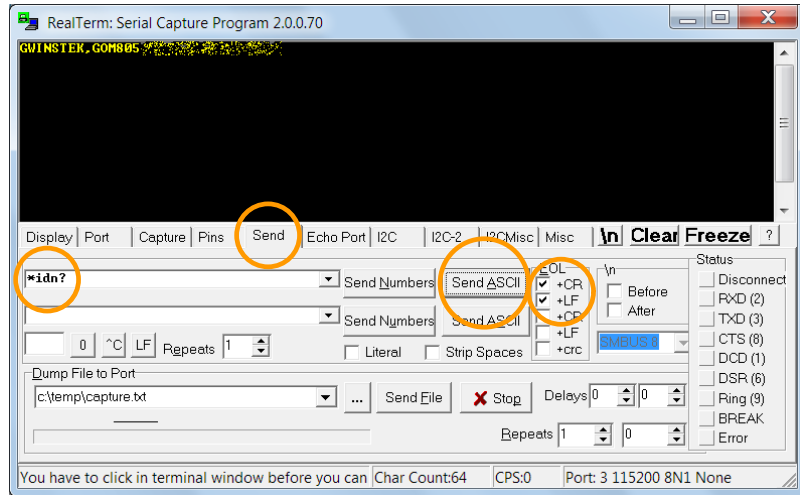 RealTerm: Serial Capture Program 2.0.0.70
GWINSTEK,GOM805
Display Port Capture Pins Send Echo Port I2C I2C-2 I2CMisc Misc \n Clear Freeze ?
*idn?
Send Numbers
Send ASCII
EOL
+CR
+LF
+CR
+LF
+crc
Send Numbers
Send ASCII
0 ^C LF Repeats 1
Literal
Strip Spaces
\n
Before
After
SMBUS 8
Status
Disconnect
RXD (2)
TXD (3)
CTS (8)
DCD (1)
DSR (6)
Ring (9)
BREAK
Error
Dump File to Port
c:\temp\capture.txt
...
Send File
Stop
Delays 0 0
Repeats 1 0
You have to click in terminal window before you can Char Count:64 CPS:0 Port: 3 115200 8N1 None